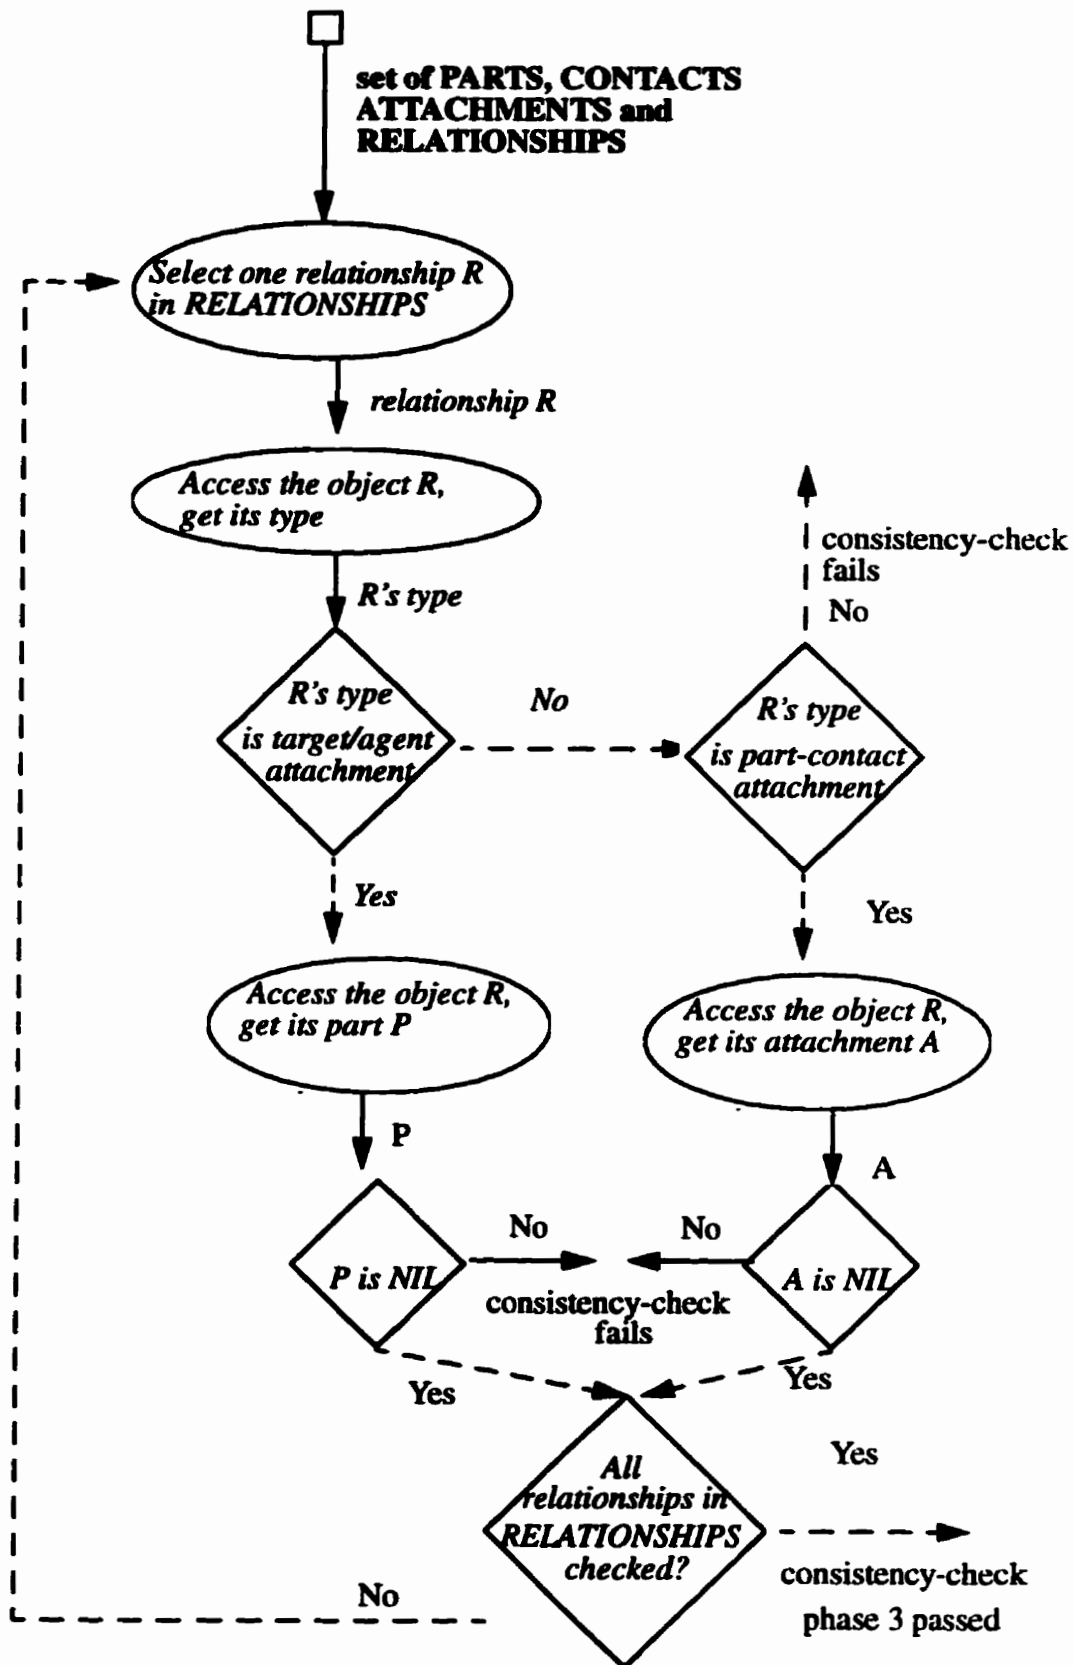 set of PARTS, CONTACTS
ATTACHMENTS and
RELATIONSHIPS
Select one relationship R
in RELATIONSHIPS
relationship R
Access the object R,
get its type
R's type
consistency-check
fails
No
R's type
is target/agent
attachment
No
R's type
is part-contact
attachment
Yes
Yes
Access the object R,
get its part P
Access the object R,
get its attachment A
P
A
P is NIL
No
No
A is NIL
consistency-check
fails
Yes
Yes
All
relationships in
RELATIONSHIPS
checked?
Yes
consistency-check
phase 3 passed
No